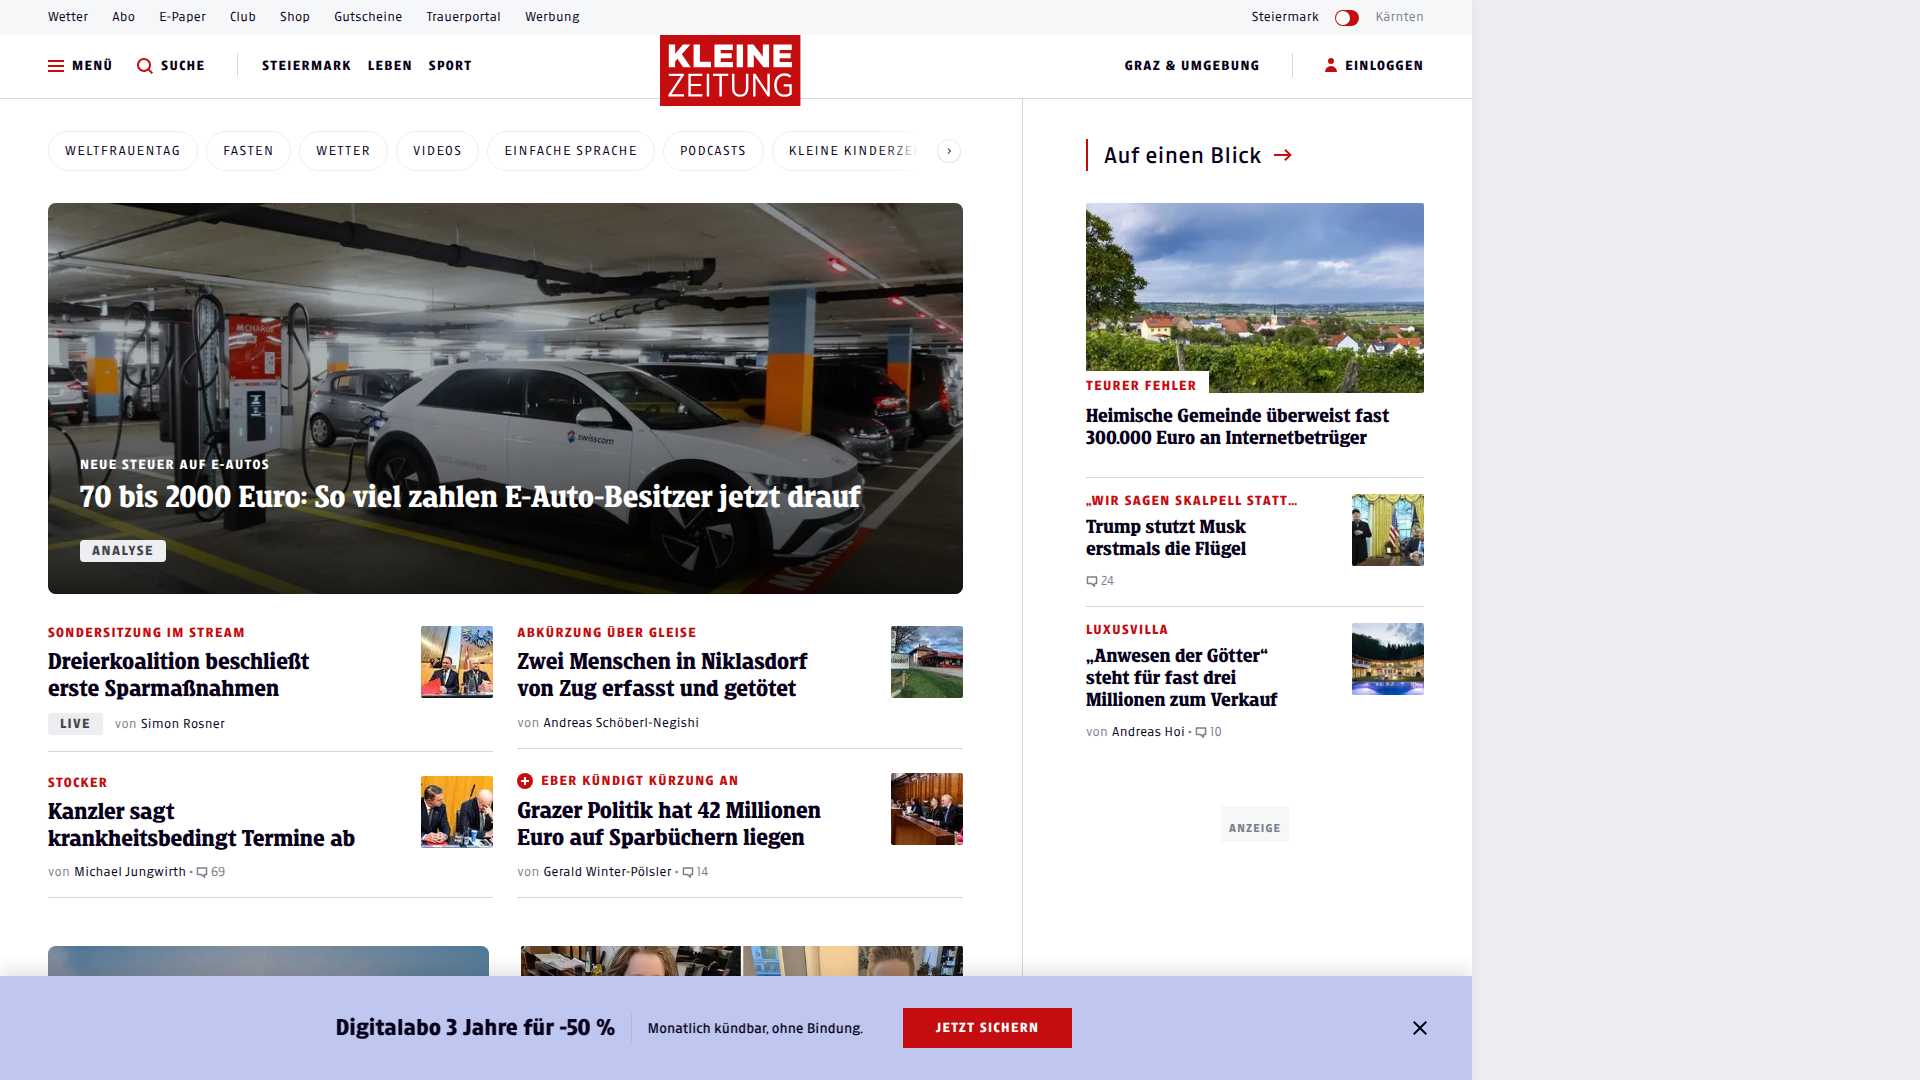 Wetter Abo E-Paper Club Shop Gutscheine Trauerportal Werbung Steiermark Kärnten
MENÜ SUCHE STEIERMARK LEBEN SPORT KLEINE ZEITUNG GRAZ & UMGEBUNG EINLOGGEN
WELTFRAUENTAG FASTEN WETTER VIDEOS EINFACHE SPRACHE PODCASTS KLEINE
Auf einen Blick
M CHARGE
swisscom
NEUE STEUER AUF E-AUTOS
70 bis 2000 Euro: So viel zahlen E-Auto-Besitzer jetzt drauf
ANALYSE
SONDERSITZUNG IM STREAM
Dreierkoalition beschließt
erste Sparmaßnahmen
LIVE von Simon Rosner
ABKÜRZUNG ÜBER GLEISE
Zwei Menschen in Niklasdorf
von Zug erfasst und getötet
von Andreas Schöberl-Negishi
STOCKER
Kanzler sagt
krankheitsbedingt Termine ab
von Michael Jungwirth • 69
EBER KÜNDIGT KÜRZUNG AN
Grazer Politik hat 42 Millionen
Euro auf Sparbüchern liegen
von Gerald Winter-Pölsler • 14
TEURER FEHLER
Heimische Gemeinde überweist fast
300.000 Euro an Internetbetrüger
„WIR SAGEN SKALPELL STATT…
Trump stutzt Musk
erstmals die Flügel
24
LUXUSVILLA
„Anwesen der Götter“
steht für fast drei
Millionen zum Verkauf
von Andreas Hoi • 10
ANZEIGE
Digitalabo 3 Jahre für -50 % Monatlich kündbar, ohne Bindung. JETZT SICHERN